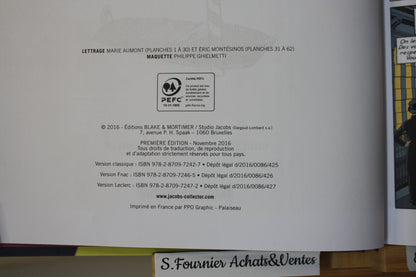 LETTRAGE MARIE AUMONT (PLANCHES 1 À 30) ET ÉRIC MONTÉSINOS (PLANCHES 31 À 62)
MAQUETTE PHILIPPE GHIELMETTI
PEFC
pefc-france.org
© 2016 - Éditions BLAKE & MORTIMER / Studio Jacobs (Dargaud-Lombard s.a.)
7, avenue P. H. Spaak – 1060 Bruxelles
PREMIÈRE ÉDITION - Novembre 2016
Tous droits de traduction, de reproduction
et d'adaptation strictement réservés pour tous pays.
Version classique : ISBN 978-2-8709-7242-7 • Dépôt légal d/2016/0086/425
Version Fnac : ISBN 978-2-8709-7246-5 • Dépôt légal d/2016/0086/426
Version Leclerc - ISBN 978-2-8709-7247-2 • Dépôt légal d/2016/0086/427
www.jacobs-collector.com
Imprimé en France par PPO Graphic - Palaiseau
S. Fournier Achats&Ventes